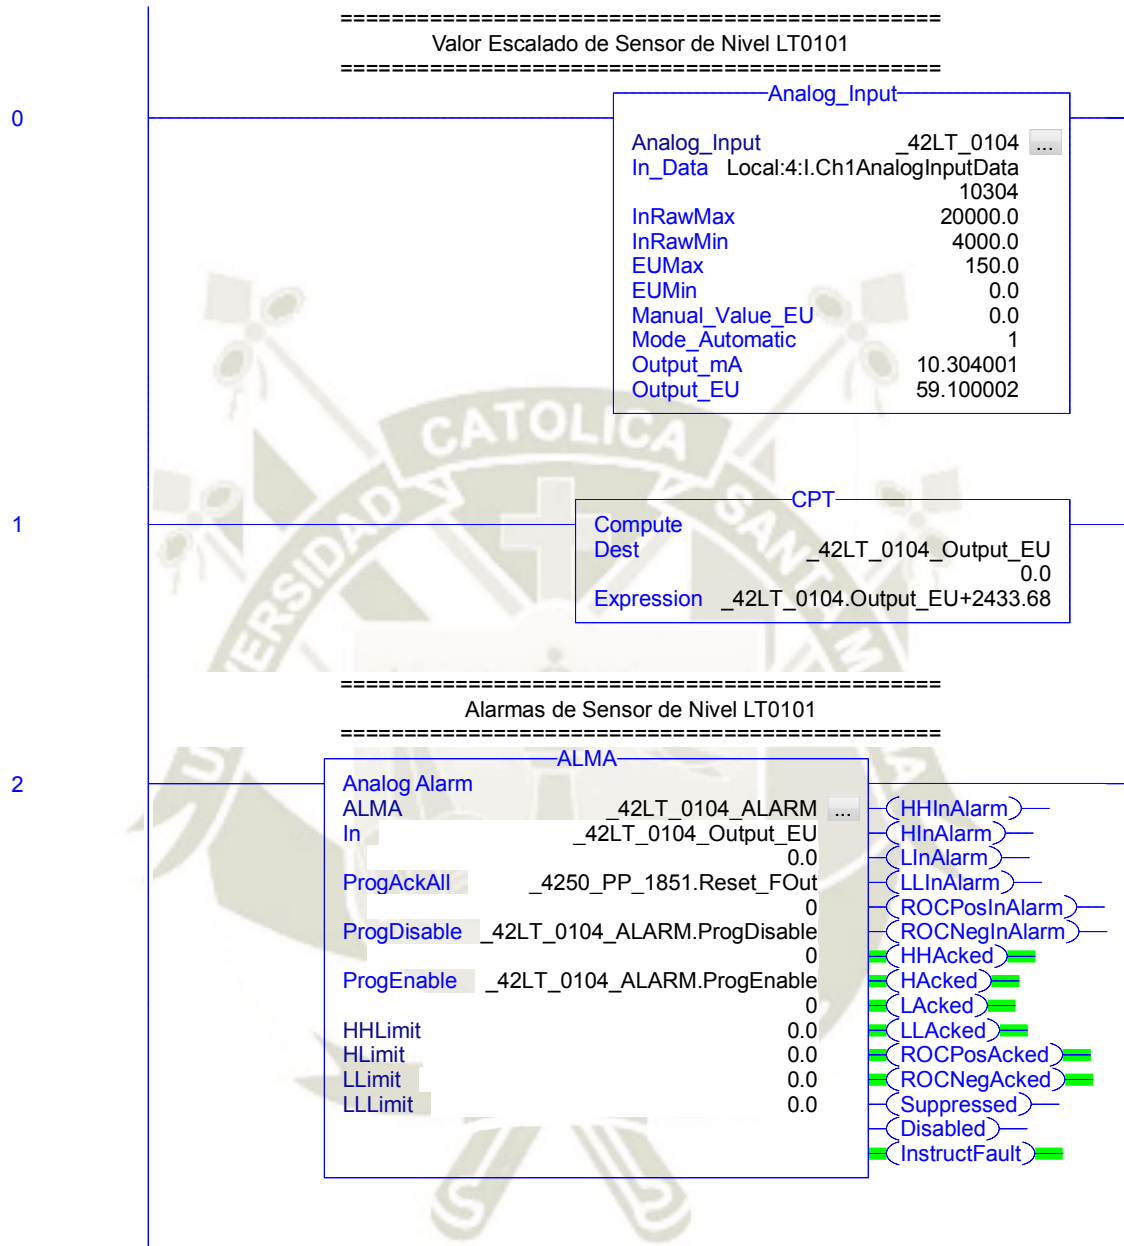 ==============================================
Valor Escalado de Sensor de Nivel LT0101
==============================================
0
Analog_Input
Analog_Input _42LT_0104 ...
In_Data Local:4:I.Ch1AnalogInputData
10304
InRawMax 20000.0
InRawMin 4000.0
EUMax 150.0
EUMin 0.0
Manual_Value_EU 0.0
Mode_Automatic 1
Output_mA 10.304001
Output_EU 59.100002
1
CPT
Compute
Dest _42LT_0104_Output_EU
0.0
Expression _42LT_0104.Output_EU+2433.68
==============================================
Alarmas de Sensor de Nivel LT0101
==============================================
2
ALMA
Analog Alarm
ALMA _42LT_0104_ALARM ...
In _42LT_0104_Output_EU
0.0
ProgAckAll _4250_PP_1851.Reset_FOut
0
ProgDisable _42LT_0104_ALARM.ProgDisable
0
ProgEnable _42LT_0104_ALARM.ProgEnable
0
HHLimit 0.0
HLimit 0.0
LLimit 0.0
LLLimit 0.0
HHInAlarm
HInAlarm
LInAlarm
LLInAlarm
ROCPosInAlarm
ROCNegInAlarm
HHAcked
HAcked
LAcked
LLAcked
ROCPosAcked
ROCNegAcked
Suppressed
Disabled
InstructFault
CATOLICA
SANTA M
UNIVERSIDAD